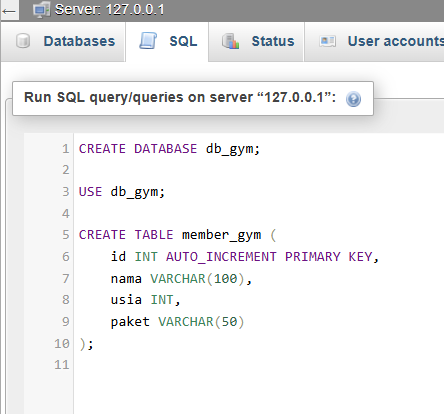 Server: 127.0.0.1
Databases SQL Status User accounts
Run SQL query/queries on server “127.0.0.1”:
1 CREATE DATABASE db_gym;
2
3 USE db_gym;
4
5 CREATE TABLE member_gym (
6     id INT AUTO_INCREMENT PRIMARY KEY,
7     nama VARCHAR(100),
8     usia INT,
9     paket VARCHAR(50)
10 );
11